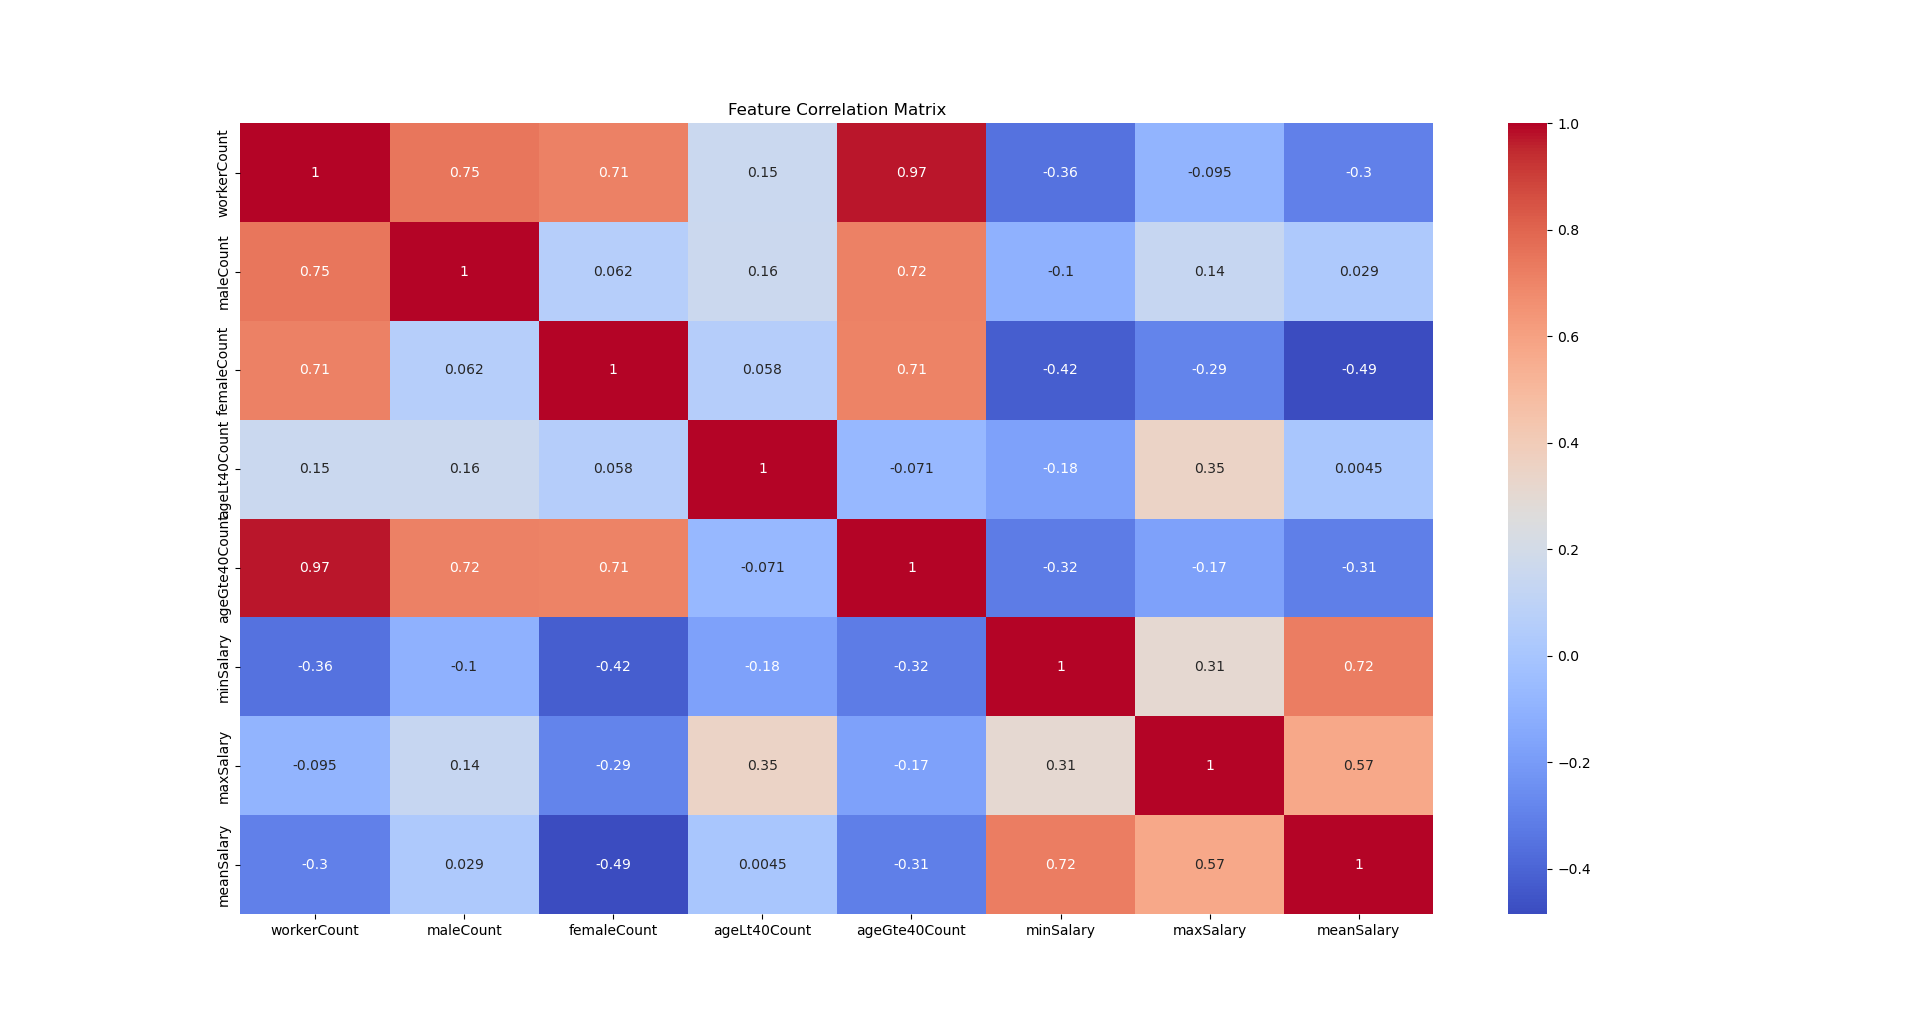 Feature Correlation Matrix
workerCount 1 0.75 0.71 0.15 0.97 -0.36 -0.095 -0.3
maleCount 0.75 1 0.062 0.16 0.72 -0.1 0.14 0.029
femaleCount 0.71 0.062 1 0.058 0.71 -0.42 -0.29 -0.49
ageLt40Count 0.15 0.16 0.058 1 -0.071 -0.18 0.35 0.0045
ageGte40Count 0.97 0.72 0.71 -0.071 1 -0.32 -0.17 -0.31
minSalary -0.36 -0.1 -0.42 -0.18 -0.32 1 0.31 0.72
maxSalary -0.095 0.14 -0.29 0.35 -0.17 0.31 1 0.57
meanSalary -0.3 0.029 -0.49 0.0045 -0.31 0.72 0.57 1
workerCount maleCount femaleCount ageLt40Count ageGte40Count minSalary maxSalary meanSalary
1.0
0.8
0.6
0.4
0.2
0.0
−0.2
−0.4